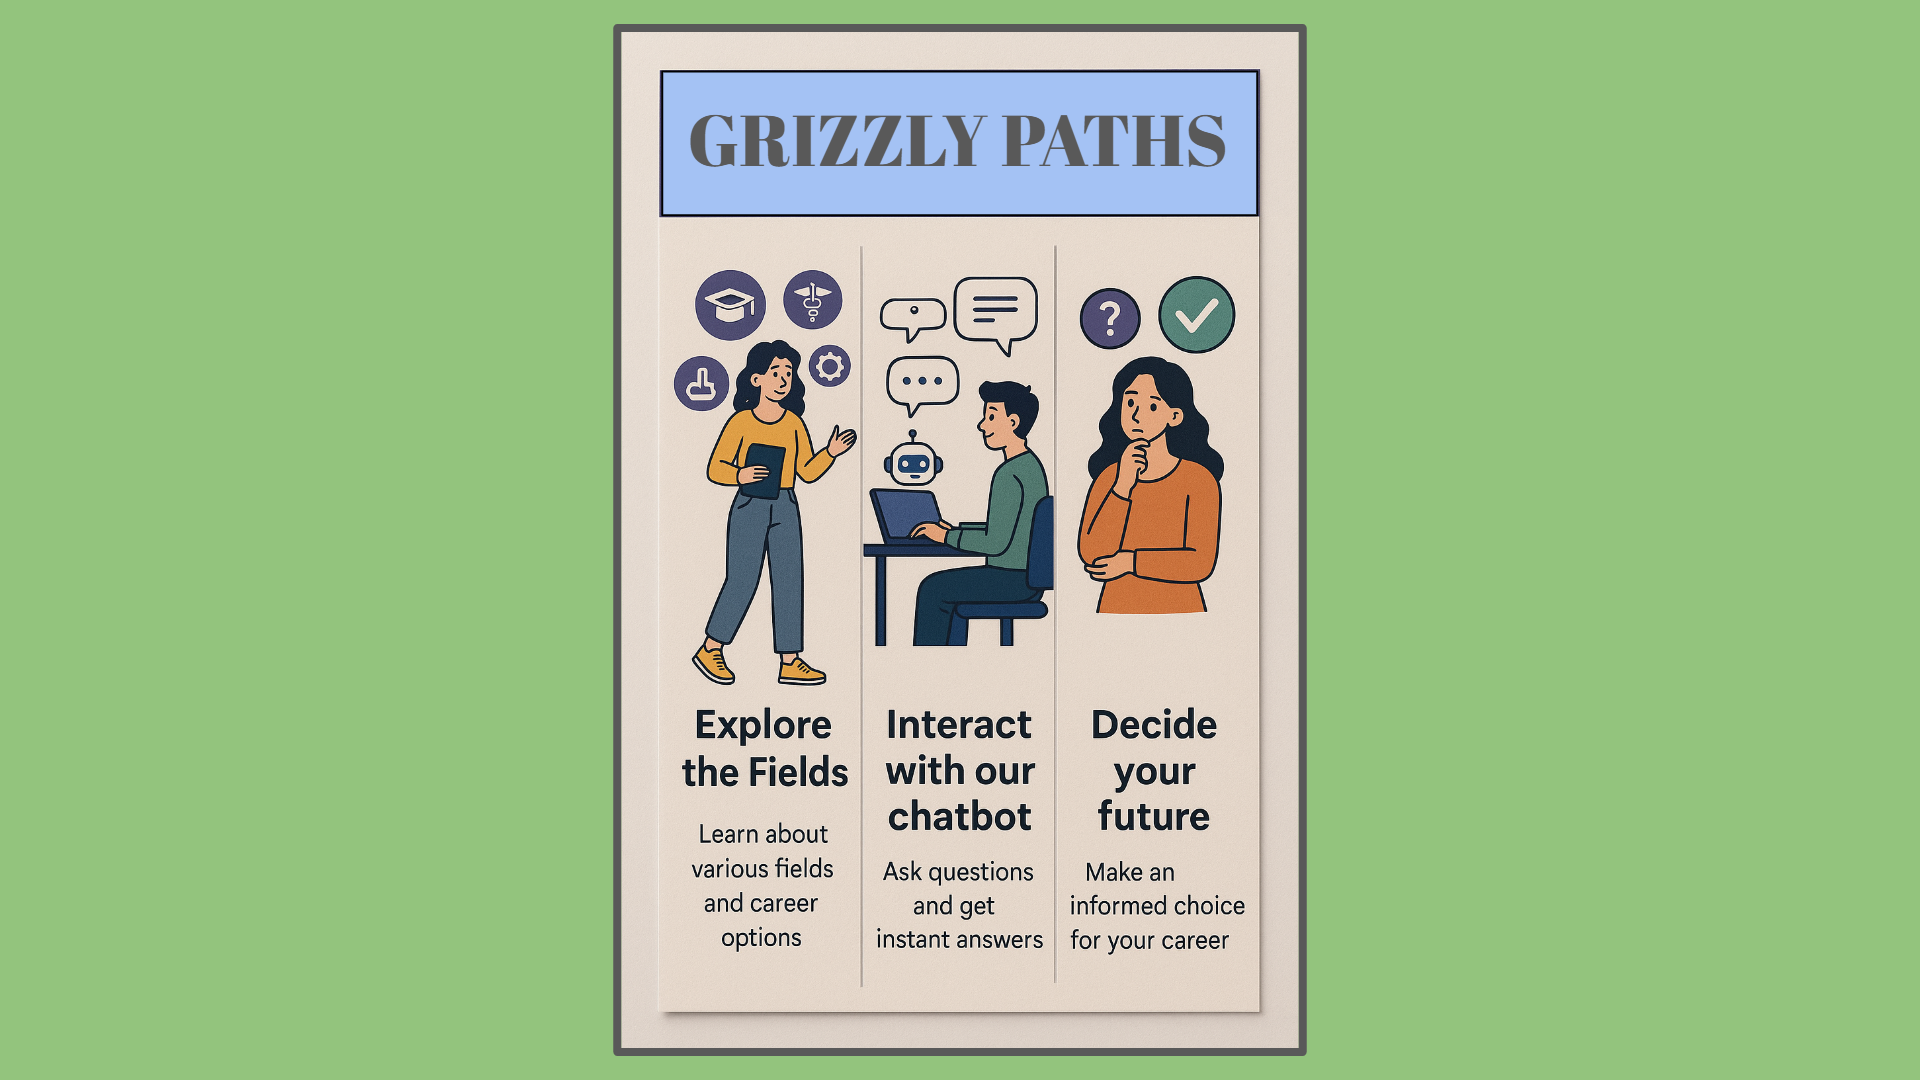 GRIZZLY PATHS
Explore
the Fields
Learn about
various fields
and career
options
Interact
with our
chatbot
Ask questions
and get
instant answers
?
Decide
your
future
Make an
informed choice
for your career